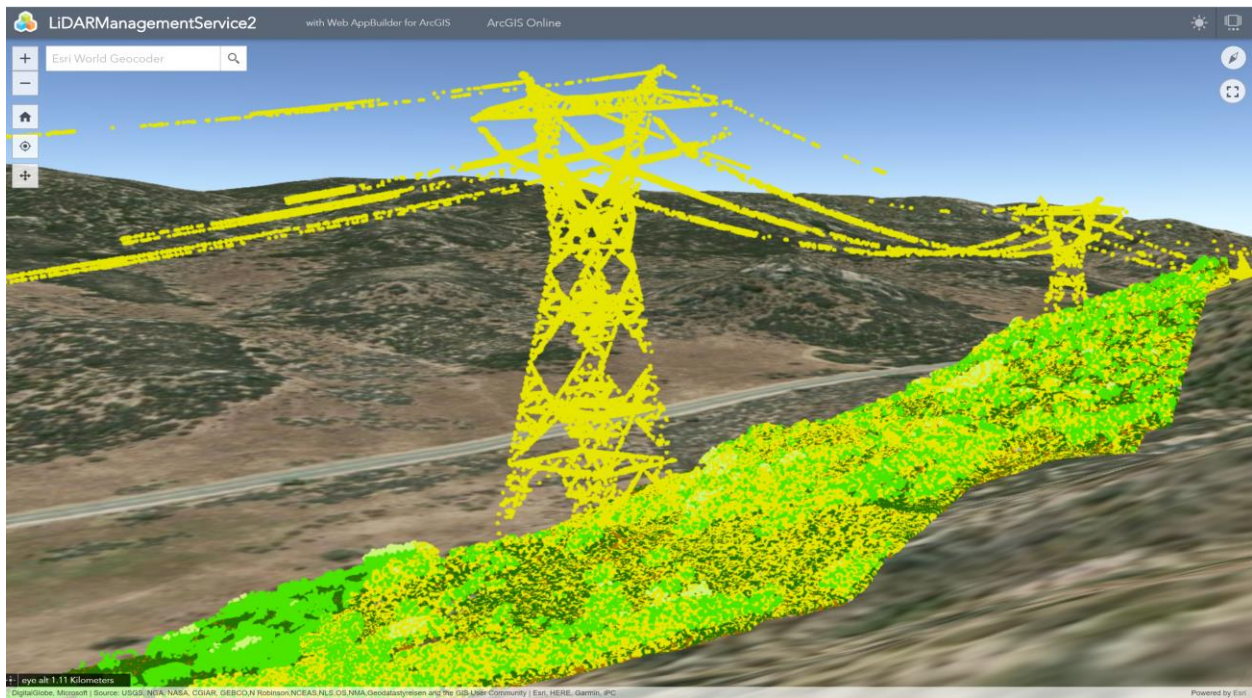 LiDARManagementService2 with Web AppBuilder for ArcGIS ArcGIS Online
Esri World Geocoder
eye alt 1.11 Kilometers
DigitalGlobe, Microsoft | Source: USGS, NGA, NASA, CGIAR, GEBCO,N Robinson,NCEAS,NLS,OS,NMA,Geodatastyrelsen and the GIS User Community | Esri, HERE, Garmin, iPC Powered by Esri